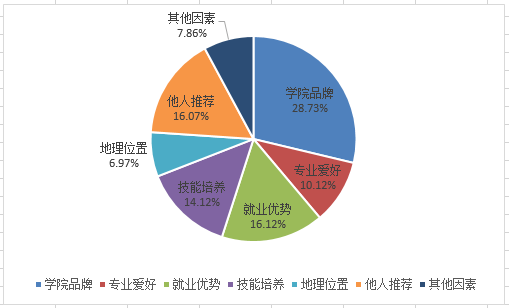 其他因素
7.86%
学院品牌
28.73%
他人推荐
16.07%
地理位置
6.97%
专业爱好
10.12%
技能培养
14.12%
就业优势
16.12%
学院品牌 专业爱好 就业优势 技能培养 地理位置 他人推荐 其他因素